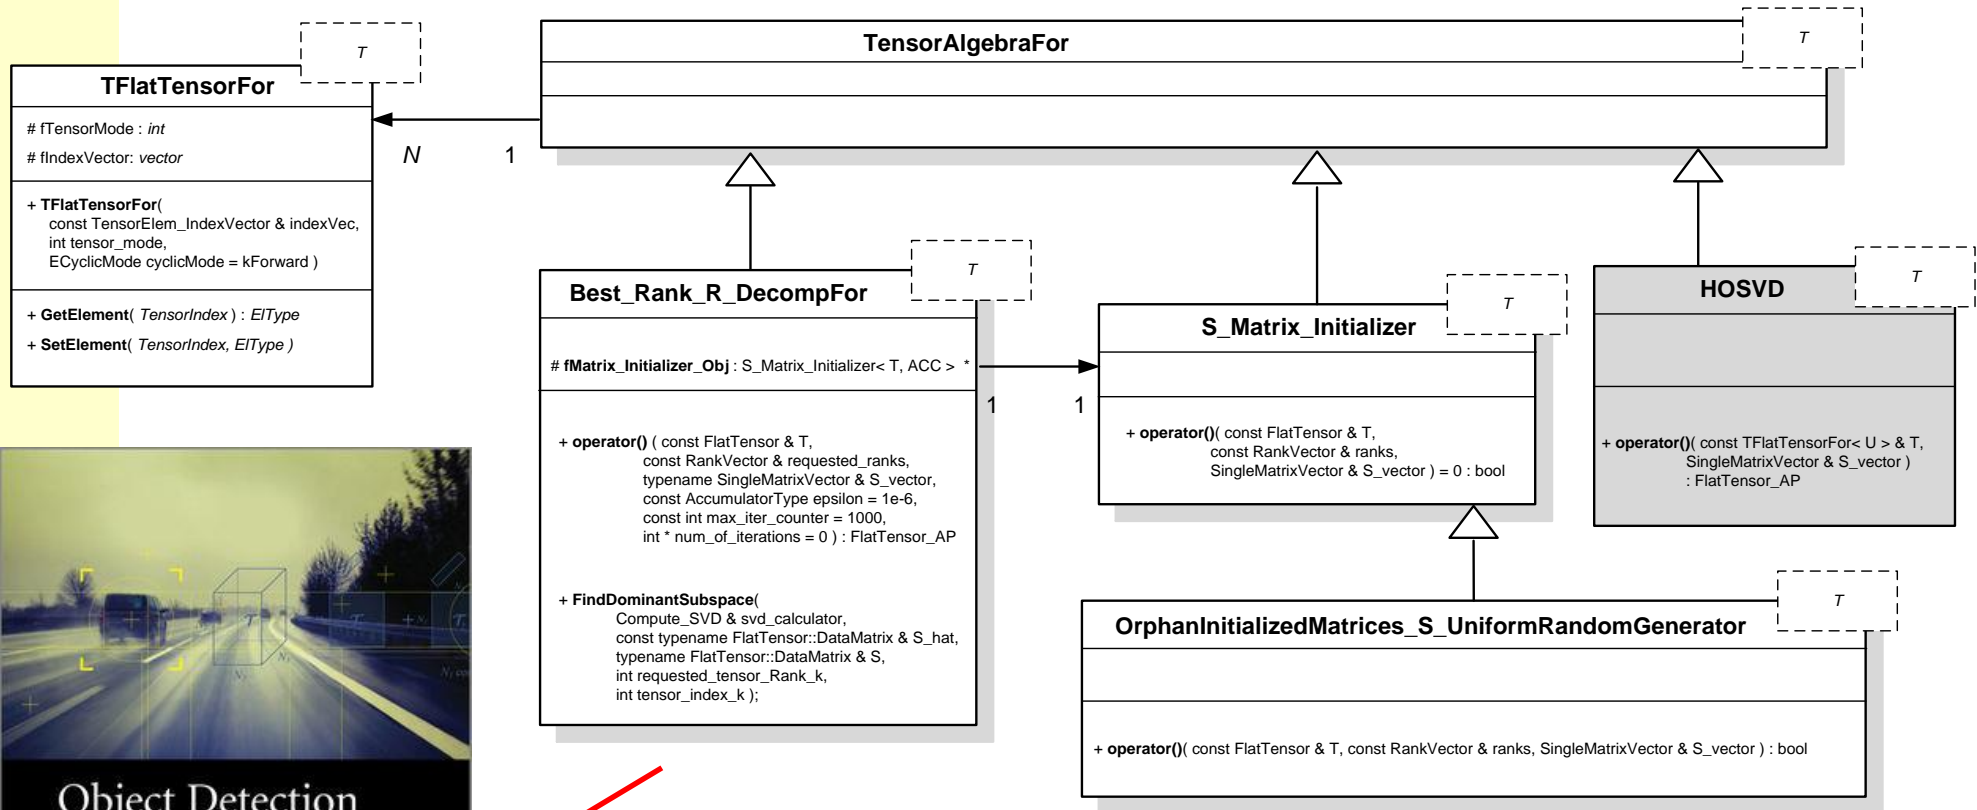 T
TFlatTensorFor
# fTensorMode : int
# fIndexVector: vector
+ TFlatTensorFor(
const TensorElem_IndexVector & indexVec,
int tensor_mode,
ECyclicMode cyclicMode = kForward )
+ GetElement( TensorIndex ) : ElType
+ SetElement( TensorIndex, ElType )
N
1
T
TensorAlgebraFor
T
Best_Rank_R_DecompFor
# fMatrix_Initializer_Obj : S_Matrix_Initializer< T, ACC > *
+ operator() ( const FlatTensor & T,
const RankVector & requested_ranks,
typename SingleMatrixVector & S_vector,
const AccumulatorType epsilon = 1e-6,
const int max_iter_counter = 1000,
int * num_of_iterations = 0 ) : FlatTensor_AP
+ FindDominantSubspace(
Compute_SVD & svd_calculator,
const typename FlatTensor::DataMatrix & S_hat,
typename FlatTensor::DataMatrix & S,
int requested_tensor_Rank_k,
int tensor_index_k );
1
1
T
S_Matrix_Initializer
+ operator()( const FlatTensor & T,
const RankVector & ranks,
SingleMatrixVector & S_vector ) = 0 : bool
T
HOSVD
+ operator()( const TFlatTensorFor< U > & T,
SingleMatrixVector & S_vector )
: FlatTensor_AP
T
OrphanInitializedMatrices_S_UniformRandomGenerator
+ operator()( const FlatTensor & T, const RankVector & ranks, SingleMatrixVector & S_vector ) : bool
Object Detection